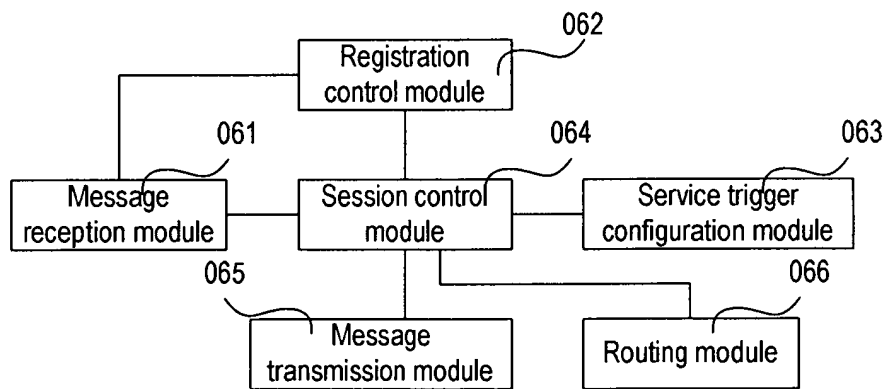 062
Registration
control module
061
064
063
Message
reception module
Session control
module
Service trigger
configuration module
065
066
Message
transmission module
Routing module